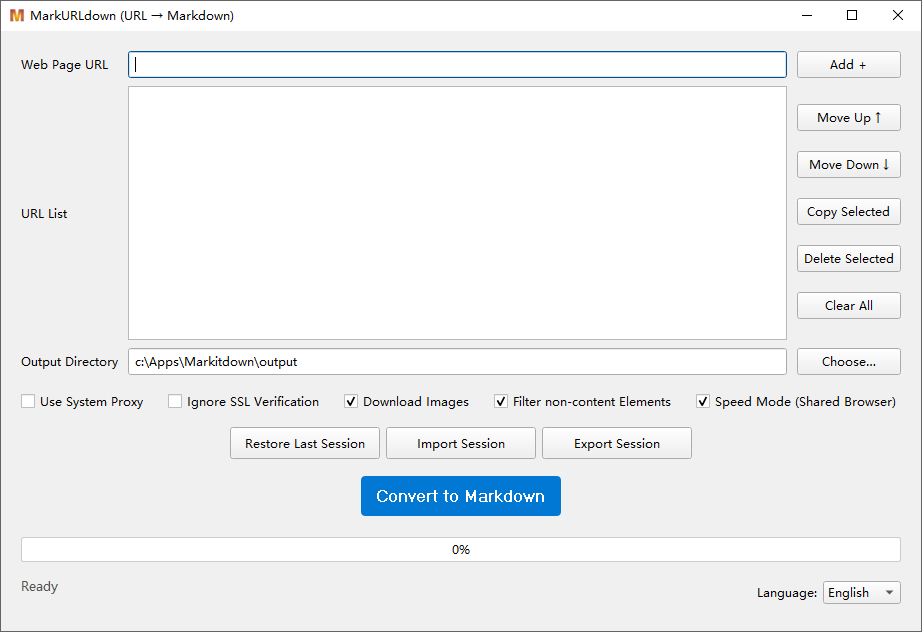 MarkURLdown (URL → Markdown)
Web Page URL
Add +
Move Up ↑
Move Down ↓
URL List
Copy Selected
Delete Selected
Clear All
Output Directory c:\Apps\Markitdown\output Choose...
Use System Proxy Ignore SSL Verification Download Images Filter non-content Elements Speed Mode (Shared Browser)
Restore Last Session Import Session Export Session
Convert to Markdown
0%
Ready
Language: English